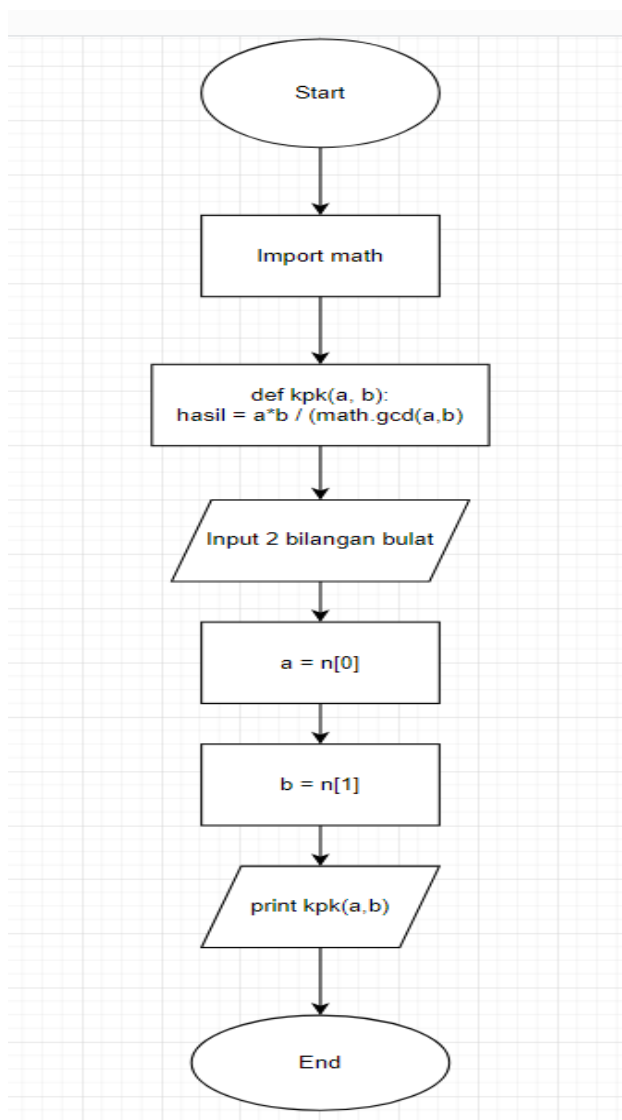 Start
Import math
def kpk(a, b):
hasil = a*b / (math.gcd(a,b)
Input 2 bilangan bulat
a = n[0]
b = n[1]
print kpk(a,b)
End